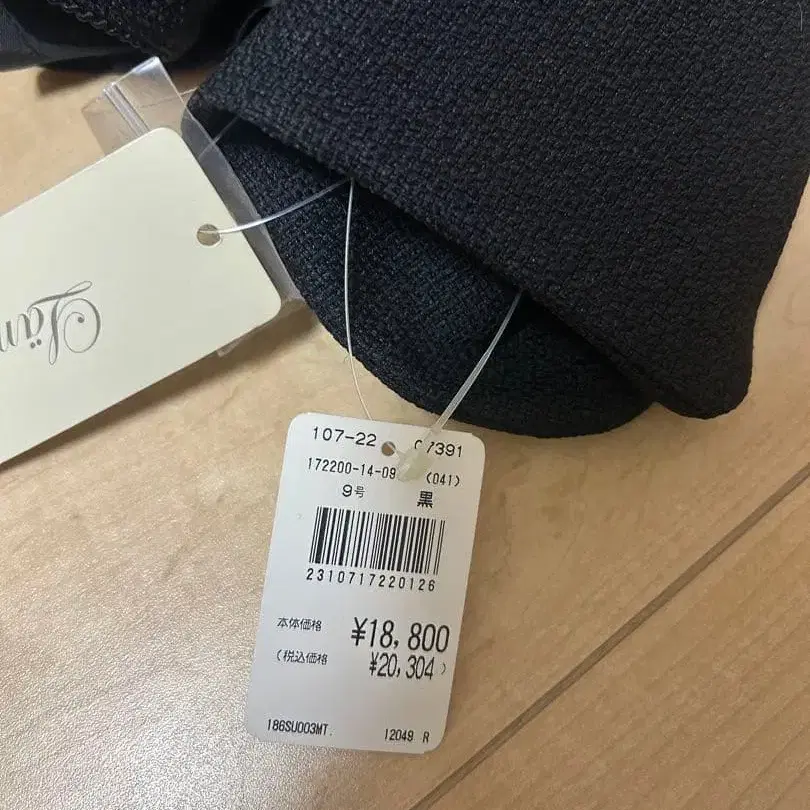 Län
107-22 07391
172200-14-09 (041)
9号 黒
2310717220126
本体価格 ¥18,800
(税込価格 ¥20,304)
186SU003MT. 12049 R